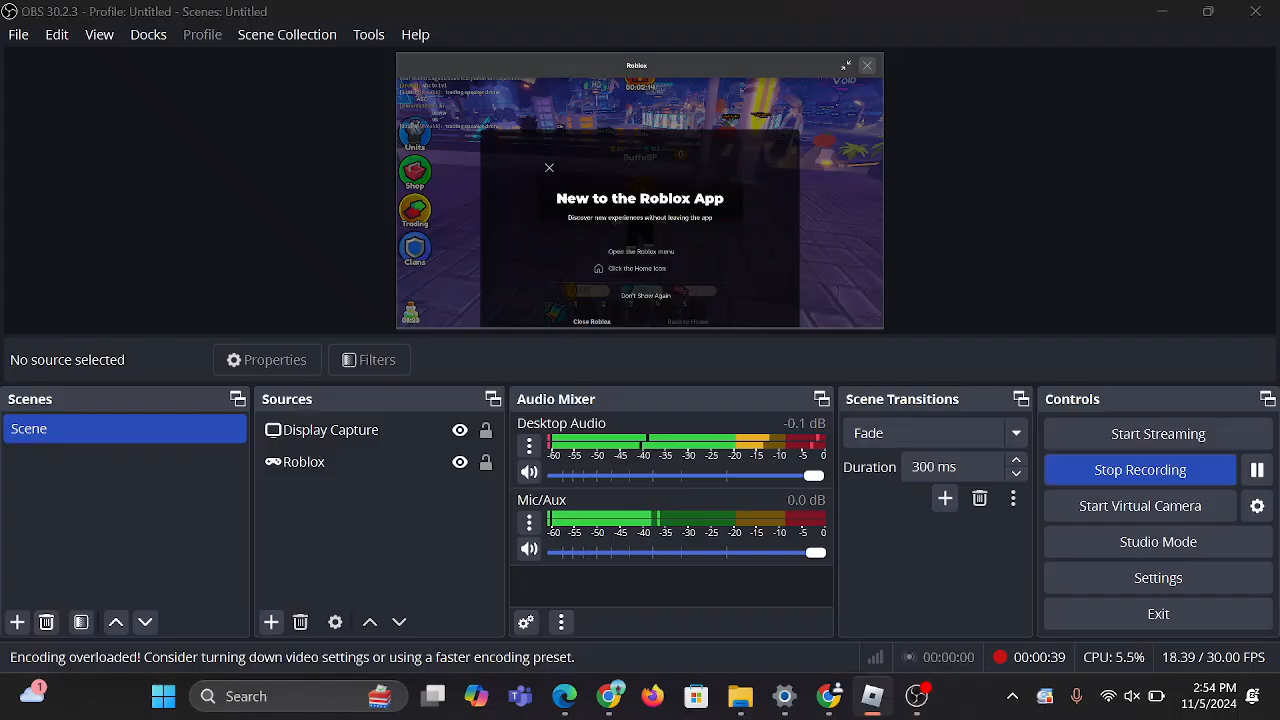 OBS 30.2.3 - Profile: Untitled - Scenes: Untitled
File Edit View Docks Profile Scene Collection Tools Help
Roblox
00:02:14
VOID
HQ
Units
Shop
Trading
Clans
BuffsBP
New to the Roblox App
Discover new experiences without leaving the app
Open the Roblox menu
Click the Home Icon
Don't Show Again
Close Roblox Back to Home
No source selected Properties Filters
Scenes Sources Audio Mixer Scene Transitions Controls
Scene
Display Capture
Roblox
Desktop Audio -0.1 dB
-60 -55 -50 -45 -40 -35 -30 -25 -20 -15 -10 -5 0
Mic/Aux 0.0 dB
-60 -55 -50 -45 -40 -35 -30 -25 -20 -15 -10 -5 0
Fade
Duration 300 ms
Start Streaming
Stop Recording
Start Virtual Camera
Studio Mode
Settings
Exit
Encoding overloaded! Consider turning down video settings or using a faster encoding preset. 00:00:00 00:00:39 CPU: 5.5% 18.39 / 30.00 FPS
1 Search 2:54 PM
11/5/2024